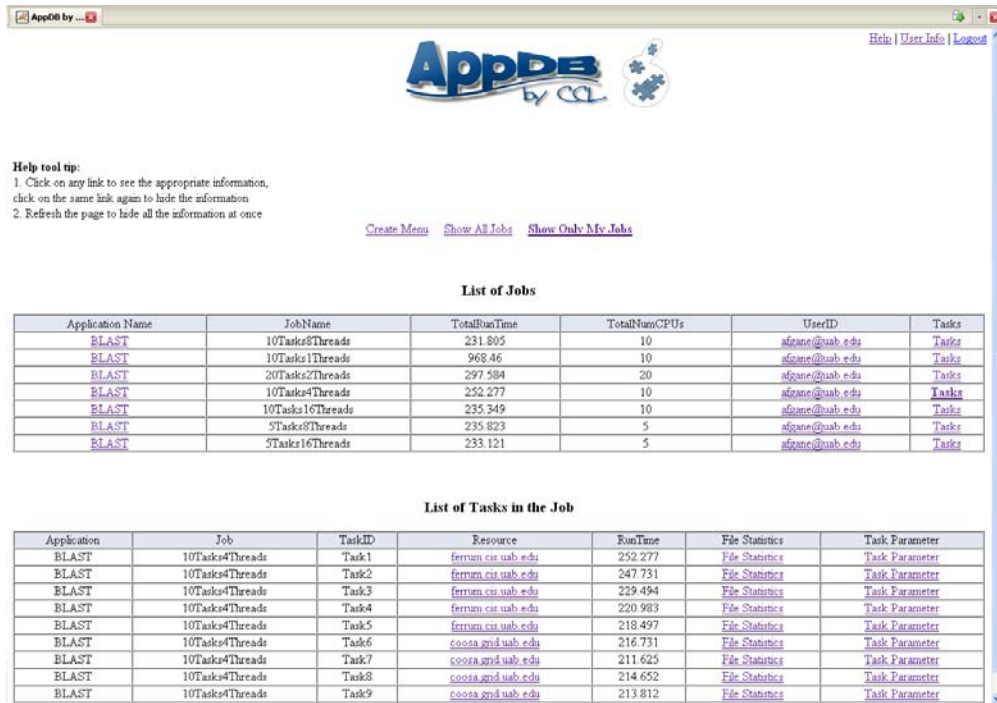 AppDB by ...
Help | User Info | Logout
AppDB
by CCL
Help tool tip:
1. Click on any link to see the appropriate information,
click on the same link again to hide the information
2. Refresh the page to hide all the information at once
Create Menu Show All Jobs Show Only My Jobs
List of Jobs
Application Name JobName TotalRunTime TotalNumCPUs UserID Tasks
BLAST 10Tasks8Threads 231.805 10 afgane@uab.edu Tasks
BLAST 10Tasks1Threads 968.46 10 afgane@uab.edu Tasks
BLAST 20Tasks2Threads 297.584 20 afgane@uab.edu Tasks
BLAST 10Tasks4Threads 252.277 10 afgane@uab.edu Tasks
BLAST 10Tasks16Threads 235.349 10 afgane@uab.edu Tasks
BLAST 5Tasks8Threads 235.823 5 afgane@uab.edu Tasks
BLAST 5Tasks16Threads 233.121 5 afgane@uab.edu Tasks
List of Tasks in the Job
Application Job TaskID Resource RunTime File Statistics Task Parameter
BLAST 10Tasks4Threads Task1 ferrum.cis.uab.edu 252.277 File Statistics Task Parameter
BLAST 10Tasks4Threads Task2 ferrum.cis.uab.edu 247.731 File Statistics Task Parameter
BLAST 10Tasks4Threads Task3 ferrum.cis.uab.edu 229.494 File Statistics Task Parameter
BLAST 10Tasks4Threads Task4 ferrum.cis.uab.edu 220.983 File Statistics Task Parameter
BLAST 10Tasks4Threads Task5 ferrum.cis.uab.edu 218.497 File Statistics Task Parameter
BLAST 10Tasks4Threads Task6 coosa.grid.uab.edu 216.731 File Statistics Task Parameter
BLAST 10Tasks4Threads Task7 coosa.grid.uab.edu 211.625 File Statistics Task Parameter
BLAST 10Tasks4Threads Task8 coosa.grid.uab.edu 214.652 File Statistics Task Parameter
BLAST 10Tasks4Threads Task9 coosa.grid.uab.edu 213.812 File Statistics Task Parameter